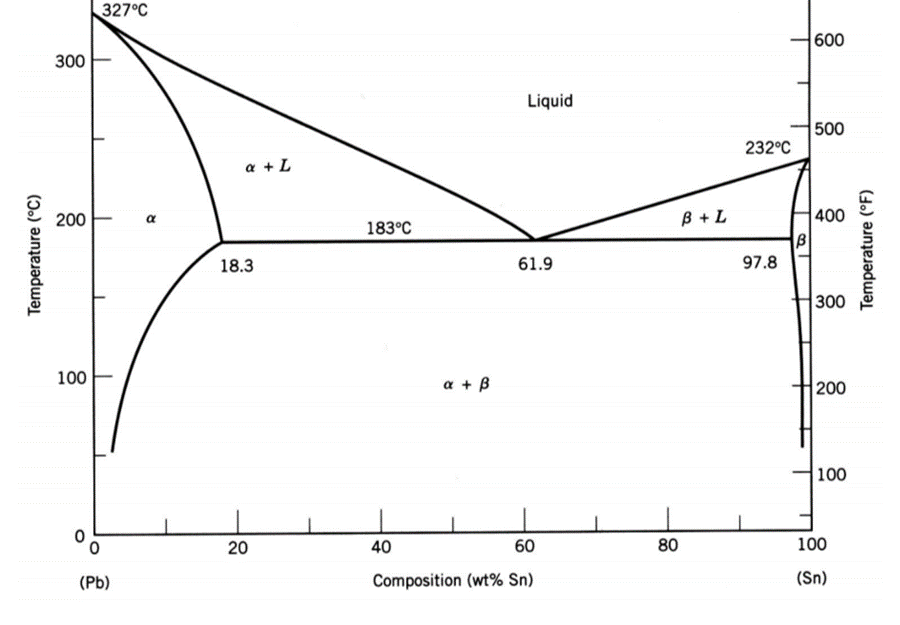 327°C
600
300
Liquid
500
232°C
α + L
α
200
183°C
β + L
400
β
18.3
61.9
97.8
Temperature (°C)
Temperature (°F)
300
100
α + β
200
100
0
0
20
40
60
80
100
(Pb)
Composition (wt% Sn)
(Sn)